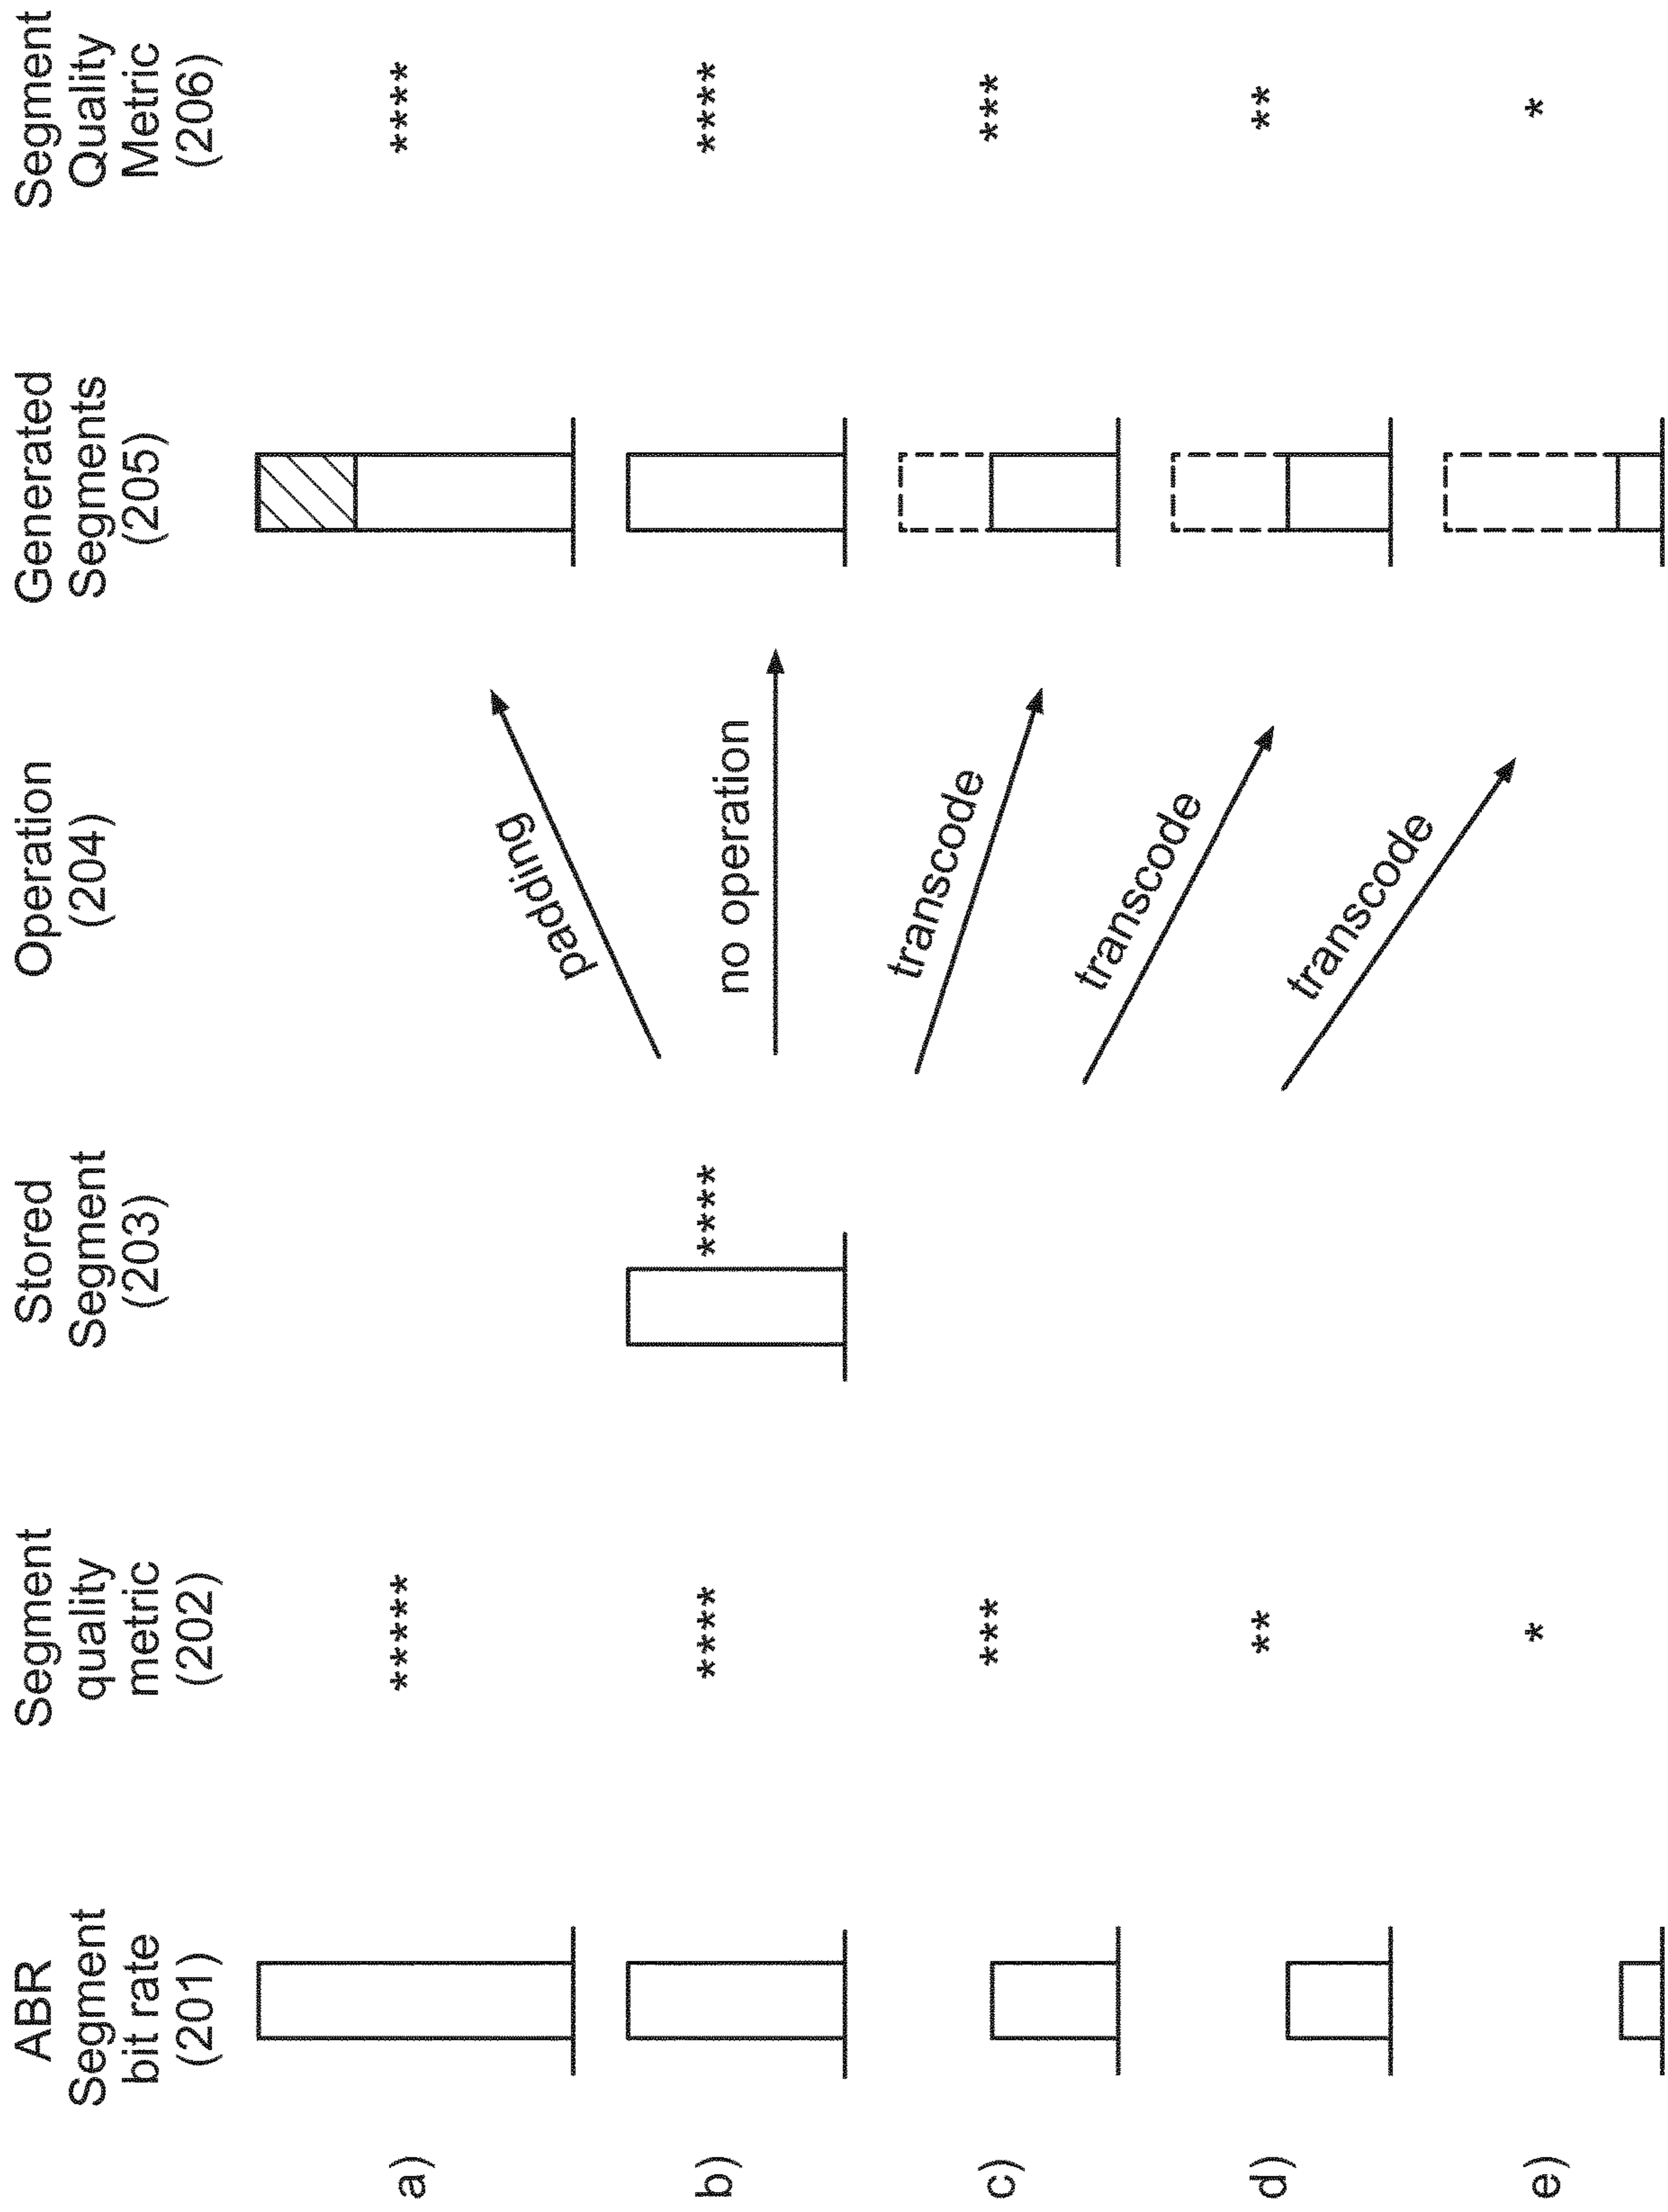 ABR
Segment
bit rate
(201)
Segment
quality
metric
(202)
Stored
Segment
(203)
Operation
(204)
Generated
Segments
(205)
Segment
Quality
Metric
(206)
a)
*****
padding
****
b)
****
****
no operation
****
c)
***
transcode
***
d)
**
transcode
**
e)
*
transcode
*